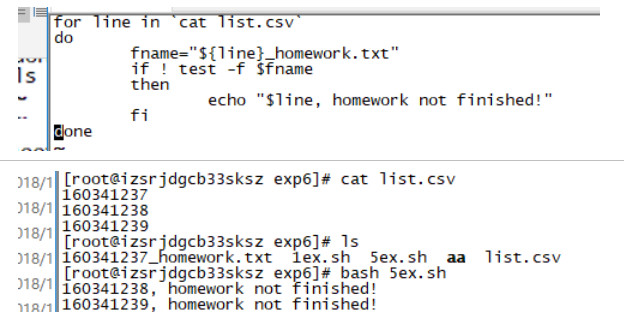 for line in `cat list.csv`
do
fname="${line}_homework.txt"
if ! test -f $fname
then
echo "$line, homework not finished!"
fi
done
ls
018/1 [root@izsrjdgcb33sksz exp6]# cat list.csv
018/1 160341237
160341238
018/1 160341239
018/1 [root@izsrjdgcb33sksz exp6]# ls
018/1 160341237_homework.txt 1ex.sh 5ex.sh aa list.csv
[root@izsrjdgcb33sksz exp6]# bash 5ex.sh
018/1 160341238, homework not finished!
018/1 160341239, homework not finished!